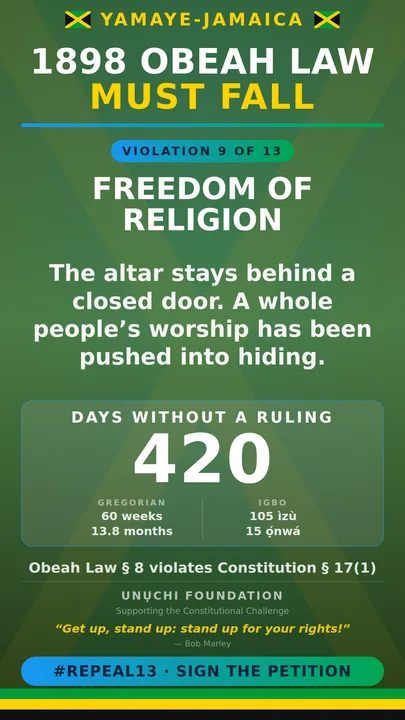 YAMAYE-JAMAICA
1898 OBEAH LAW
MUST FALL
VIOLATION 9 OF 13
FREEDOM OF
RELIGION
The altar stays behind a
closed door. A whole
people’s worship has been
pushed into hiding.
DAYS WITHOUT A RULING
420
GREGORIAN
60 weeks
13.8 months
IGBO
105 ìzù
15 ọ́nwá
Obeah Law § 8 violates Constitution § 17(1)
UNỤCHI FOUNDATION
Supporting the Constitutional Challenge
“Get up, stand up: stand up for your rights!”
— Bob Marley
#REPEAL13 · SIGN THE PETITION